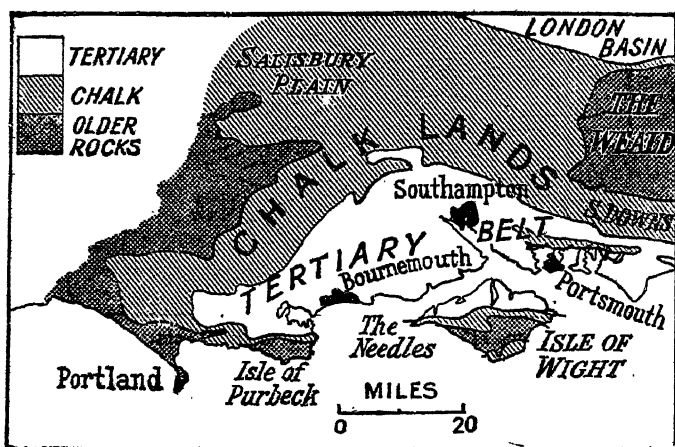 LONDON
BASIN
TERTIARY
CHALK
OLDER
ROCKS
SALISBURY
PLAIN
THE
WEALD
CHALK LANDS
Southampton
S. DOWNS
TERTIARY BELT
Bournemouth
Portsmouth
The
Needles
ISLE OF
WIGHT
Isle of
Purbeck
Portland
MILES
0 20